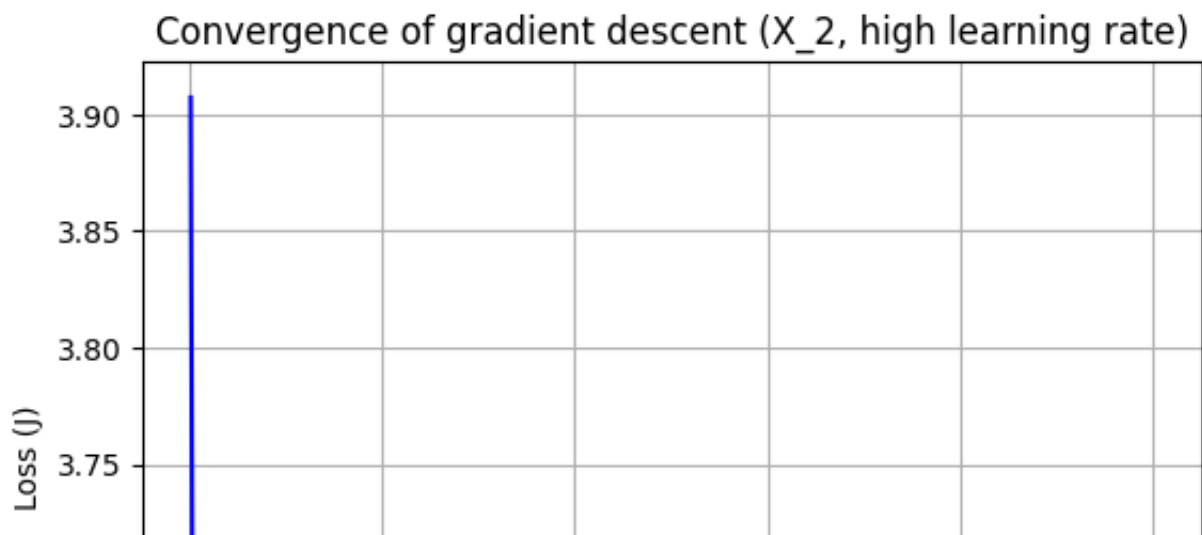 Convergence of gradient descent (X_2, high learning rate)
3.90
3.85
3.80
3.75
Loss (J)